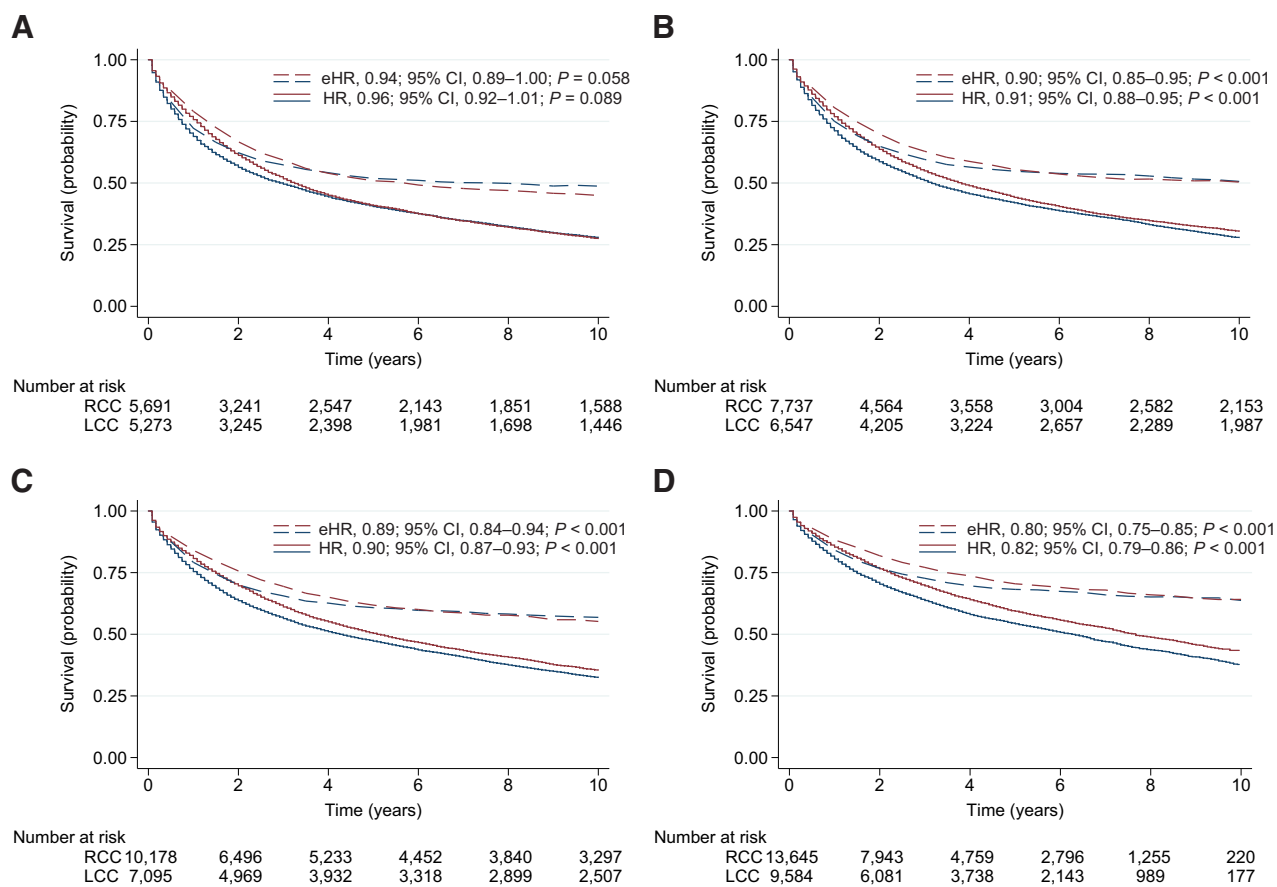 A
1.00
0.75
0.50
0.25
0.00
Survival (probability)
eHR, 0.94; 95% CI, 0.89–1.00; P = 0.058
HR, 0.96; 95% CI, 0.92–1.01; P = 0.089
0 2 4 6 8 10
Time (years)
Number at risk
RCC 5,691 3,241 2,547 2,143 1,851 1,588
LCC 5,273 3,245 2,398 1,981 1,698 1,446
B
1.00
0.75
0.50
0.25
0.00
Survival (probability)
eHR, 0.90; 95% CI, 0.85–0.95; P < 0.001
HR, 0.91; 95% CI, 0.88–0.95; P < 0.001
0 2 4 6 8 10
Time (years)
Number at risk
RCC 7,737 4,564 3,558 3,004 2,582 2,153
LCC 6,547 4,205 3,224 2,657 2,289 1,987
C
1.00
0.75
0.50
0.25
0.00
Survival (probability)
eHR, 0.89; 95% CI, 0.84–0.94; P < 0.001
HR, 0.90; 95% CI, 0.87–0.93; P < 0.001
0 2 4 6 8 10
Time (years)
Number at risk
RCC 10,178 6,496 5,233 4,452 3,840 3,297
LCC 7,095 4,969 3,932 3,318 2,899 2,507
D
1.00
0.75
0.50
0.25
0.00
Survival (probability)
eHR, 0.80; 95% CI, 0.75–0.85; P < 0.001
HR, 0.82; 95% CI, 0.79–0.86; P < 0.001
0 2 4 6 8 10
Time (years)
Number at risk
RCC 13,645 7,943 4,759 2,796 1,255 220
LCC 9,584 6,081 3,738 2,143 989 177